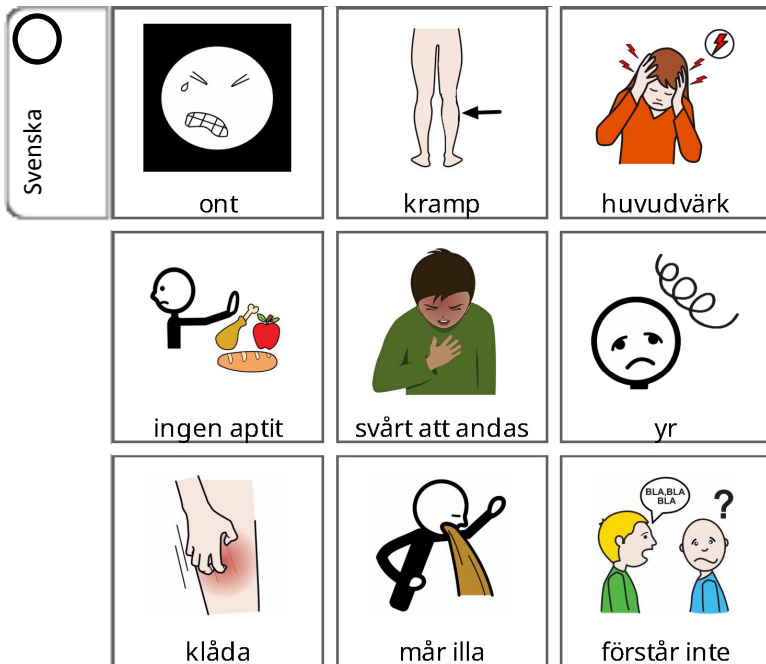 Svenska
ont
kramp
huvudvärk
ingen aptit
svårt att andas
yr
BLA,BLA
BLA
?
klåda
mår illa
förstår inte